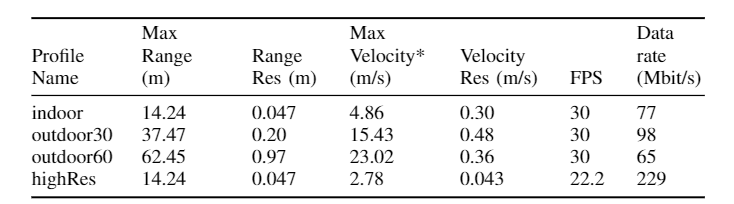 Max Max Data
Profile Range Range Velocity* Velocity rate
Name (m) Res (m) (m/s) Res (m/s) FPS (Mbit/s)
indoor 14.24 0.047 4.86 0.30 30 77
outdoor30 37.47 0.20 15.43 0.48 30 98
outdoor60 62.45 0.97 23.02 0.36 30 65
highRes 14.24 0.047 2.78 0.043 22.2 229